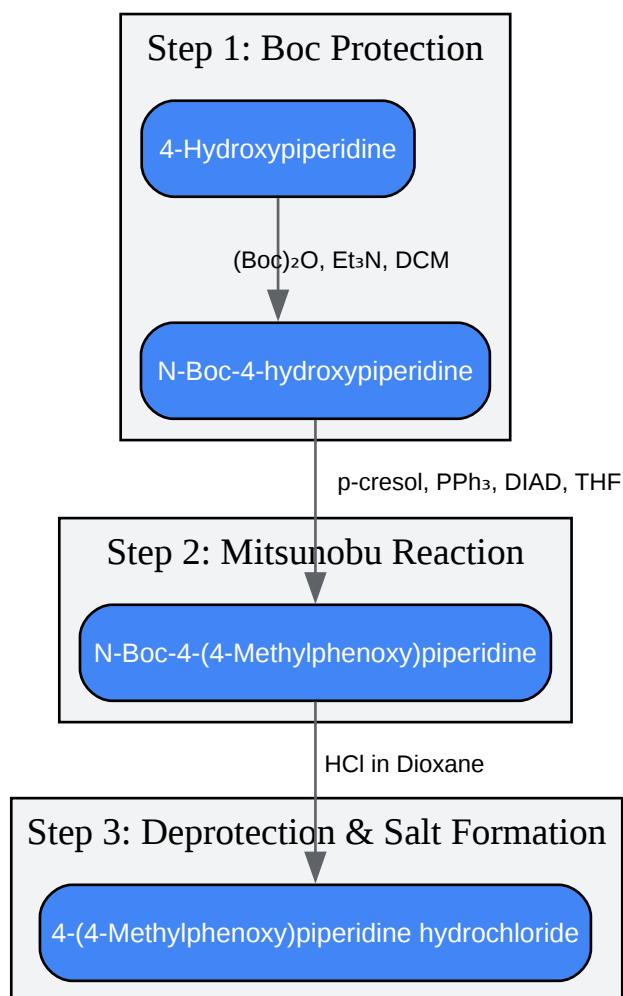 Step 1: Boc Protection
4-Hydroxypiperidine
(Boc)₂O, Et₃N, DCM
N-Boc-4-hydroxypiperidine
p-cresol, PPh₃, DIAD, THF
Step 2: Mitsunobu Reaction
N-Boc-4-(4-Methylphenoxy)piperidine
HCl in Dioxane
Step 3: Deprotection & Salt Formation
4-(4-Methylphenoxy)piperidine hydrochloride